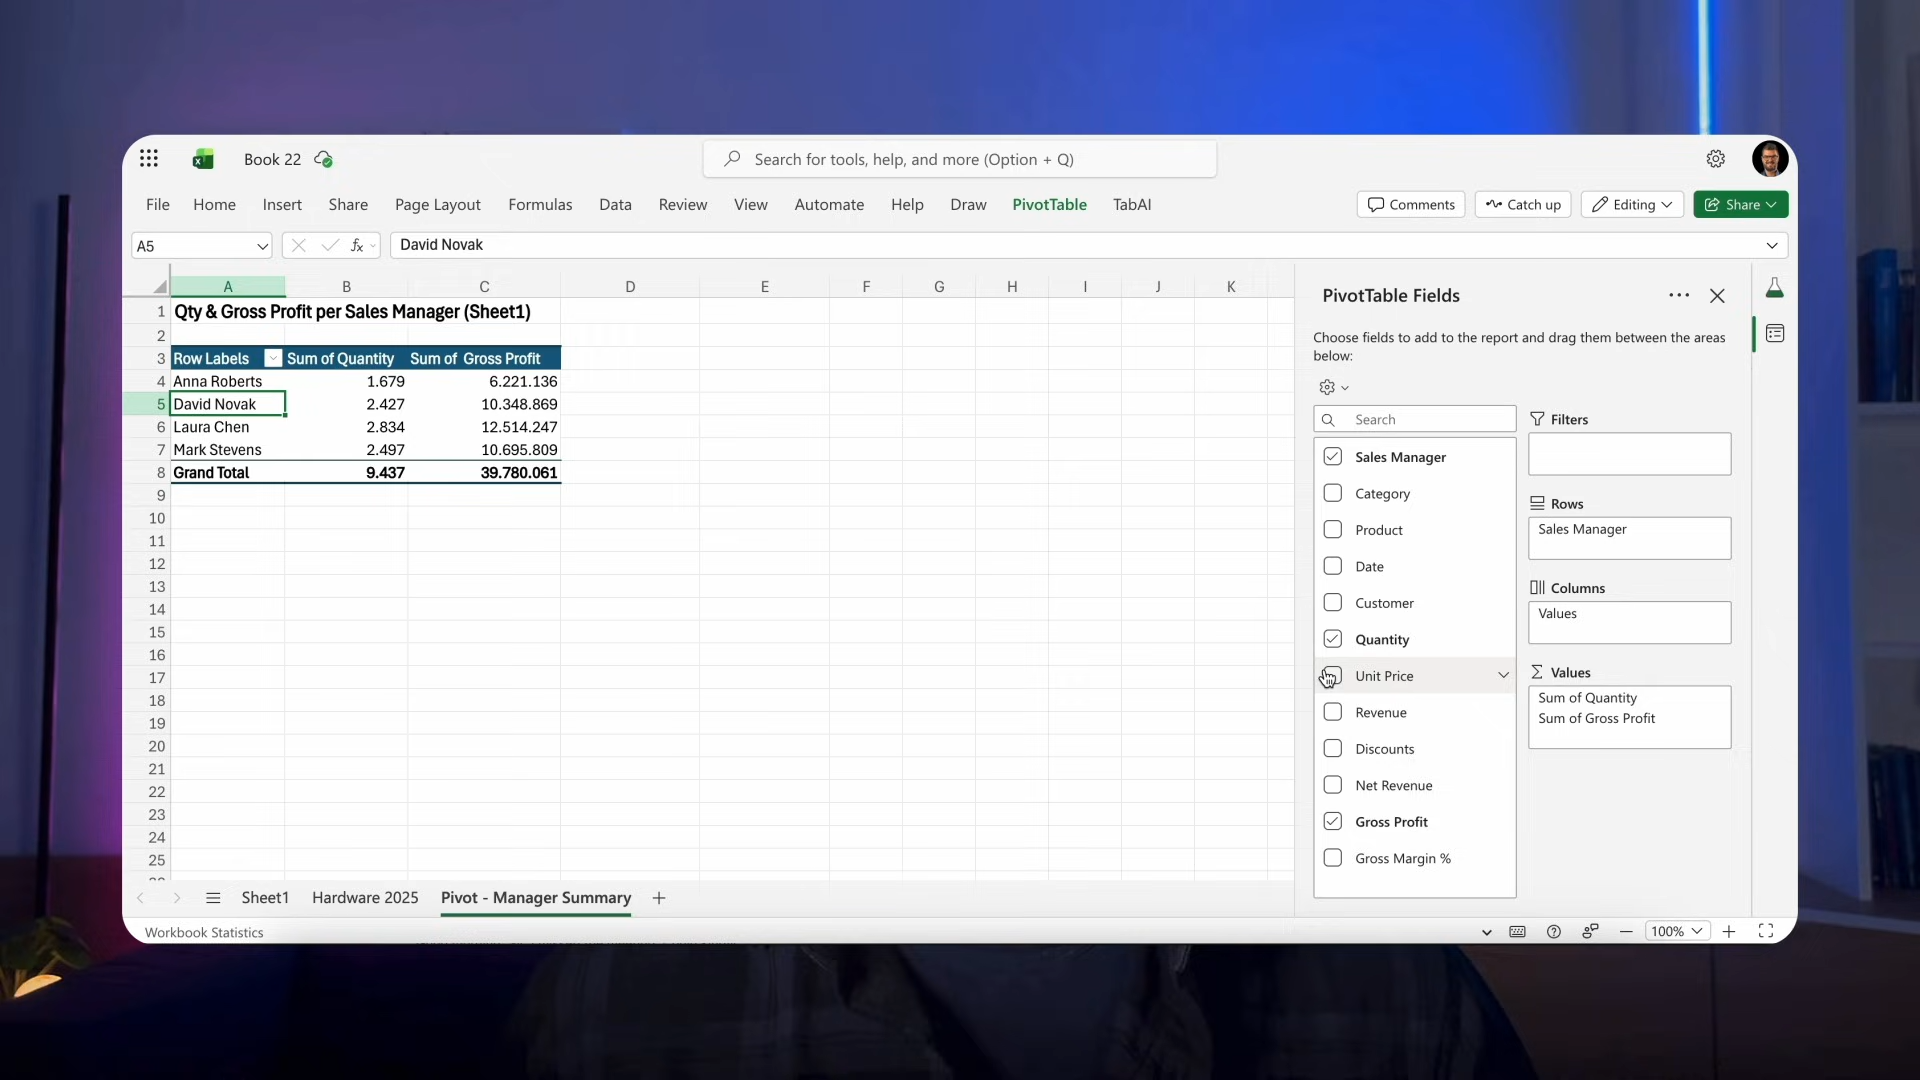 Book 22
Search for tools, help, and more (Option + Q)
File Home Insert Share Page Layout Formulas Data Review View Automate Help Draw PivotTable TabAI
Comments Catch up Editing Share
A5 fx David Novak
A B C D E F G H I J K
1 Qty & Gross Profit per Sales Manager (Sheet1)
2
3 Row Labels Sum of Quantity Sum of Gross Profit
4 Anna Roberts 1.679 6.221.136
5 David Novak 2.427 10.348.869
6 Laura Chen 2.834 12.514.247
7 Mark Stevens 2.497 10.695.809
8 Grand Total 9.437 39.780.061
9
10
11
12
13
14
15
16
17
18
19
20
21
22
23
24
25
PivotTable Fields
Choose fields to add to the report and drag them between the areas
below:
Search
Sales Manager
Category
Product
Date
Customer
Quantity
Unit Price
Revenue
Discounts
Net Revenue
Gross Profit
Gross Margin %
Filters
Rows
Sales Manager
Columns
Values
Values
Sum of Quantity
Sum of Gross Profit
Sheet1 Hardware 2025 Pivot - Manager Summary
Workbook Statistics
100%